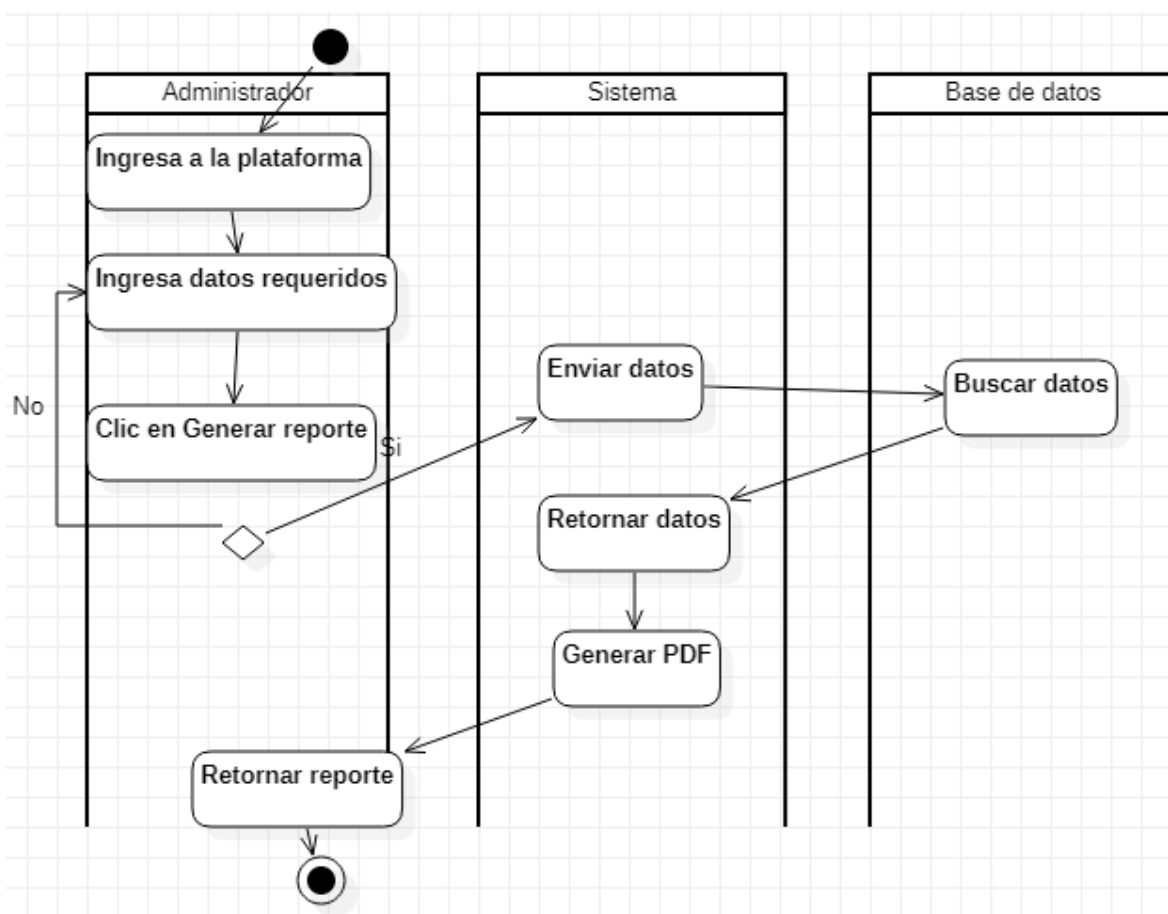 Administrador
Sistema
Base de datos
Ingresa a la plataforma
Ingresa datos requeridos
Enviar datos
Buscar datos
No
Clic en Generar reporte
Si
Retornar datos
Generar PDF
Retornar reporte